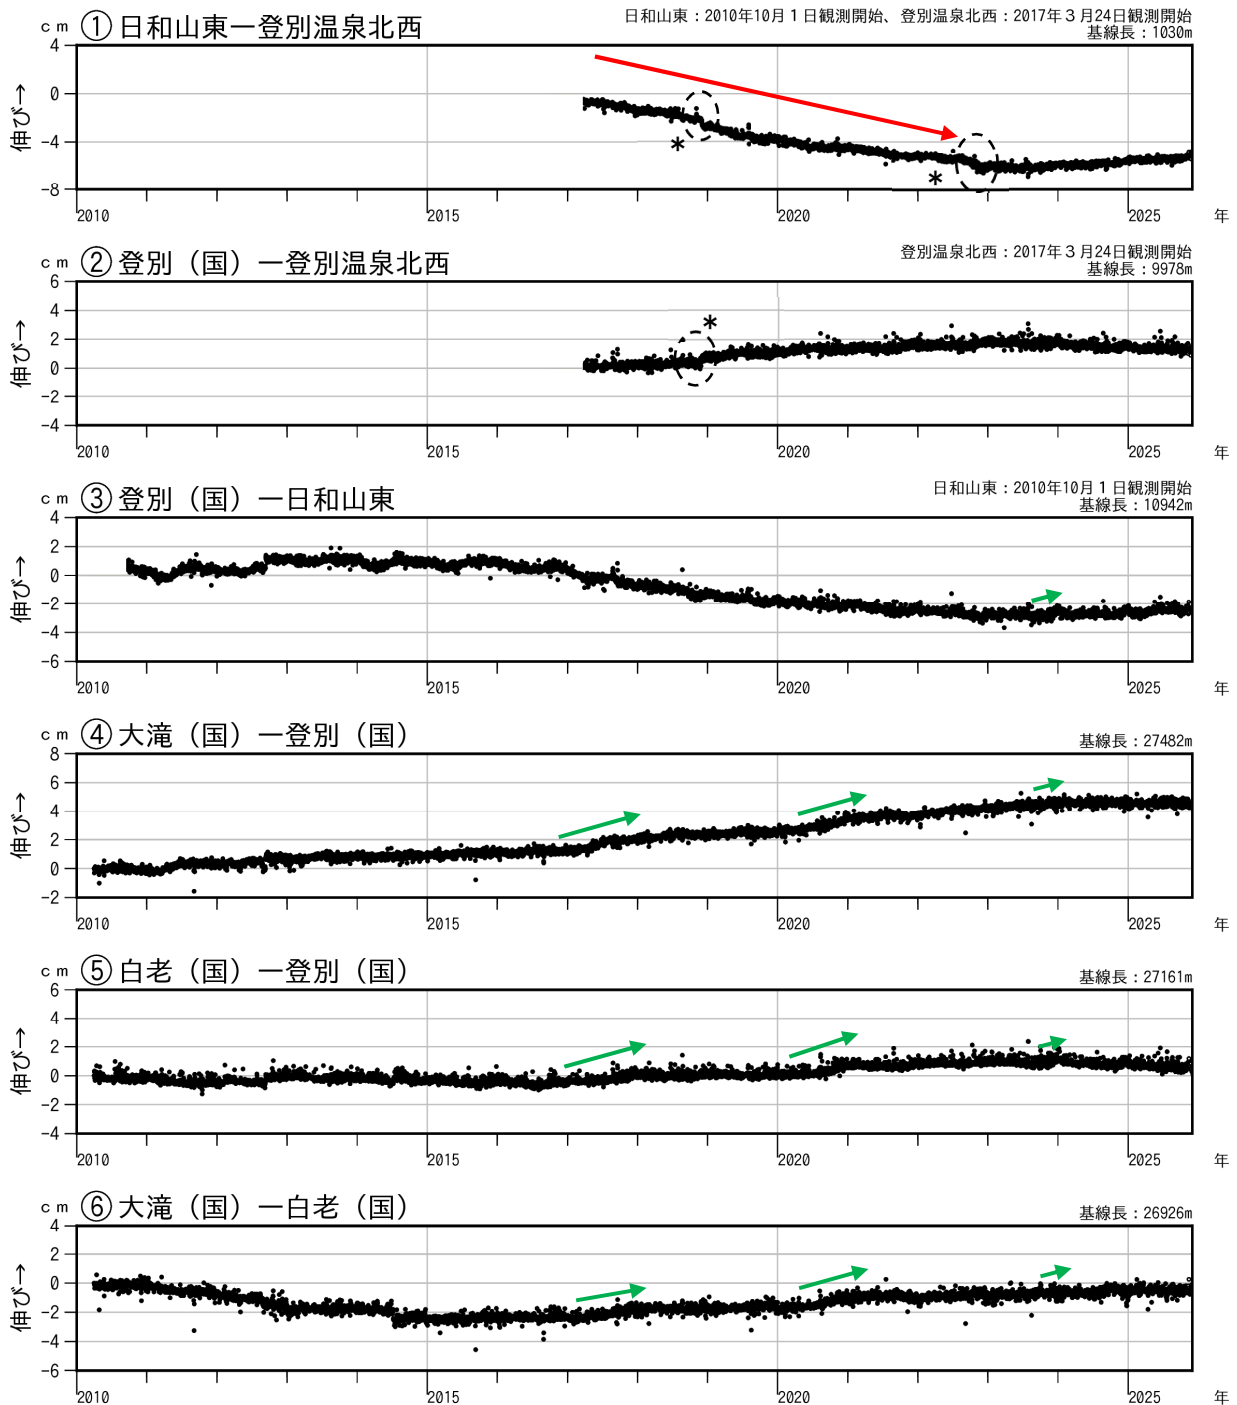 cm ①日和山東ー登別温泉北西
日和山東：2010年10月１日観測開始、登別温泉北西：2017年３月24日観測開始
基線長：1030m
4
0
-4
-8
伸び→
*
*
2010 2015 2020 2025 年
cm ②登別（国）ー登別温泉北西
登別温泉北西：2017年３月24日観測開始
基線長：9978m
6
4
2
0
-2
-4
伸び→
*
2010 2015 2020 2025 年
cm ③登別（国）ー日和山東
日和山東：2010年10月１日観測開始
基線長：10942m
4
2
0
-2
-4
-6
伸び→
2010 2015 2020 2025 年
cm ④大滝（国）ー登別（国）
基線長：27482m
8
6
4
2
0
-2
伸び→
2010 2015 2020 2025 年
cm ⑤白老（国）ー登別（国）
基線長：27161m
6
4
2
0
-2
-4
伸び→
2010 2015 2020 2025 年
cm ⑥大滝（国）ー白老（国）
基線長：26926m
4
2
0
-2
-4
-6
伸び→
2010 2015 2020 2025 年